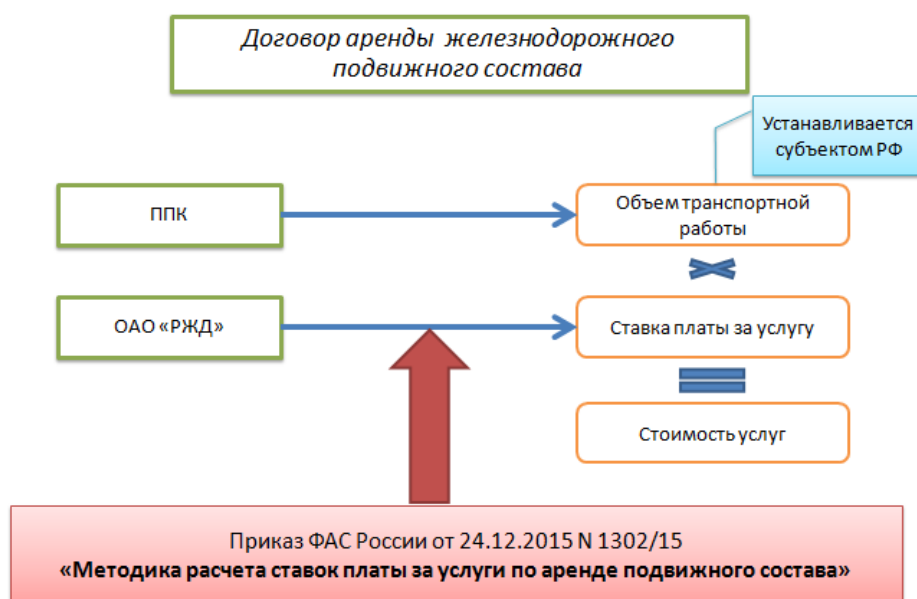 Договор аренды железнодорожного
подвижного состава
Устанавливается
субъектом РФ
ППК
Объем транспортной
работы
ОАО «РЖД»
Ставка платы за услугу
Стоимость услуг
Приказ ФАС России от 24.12.2015 N 1302/15
«Методика расчета ставок платы за услуги по аренде подвижного состава»